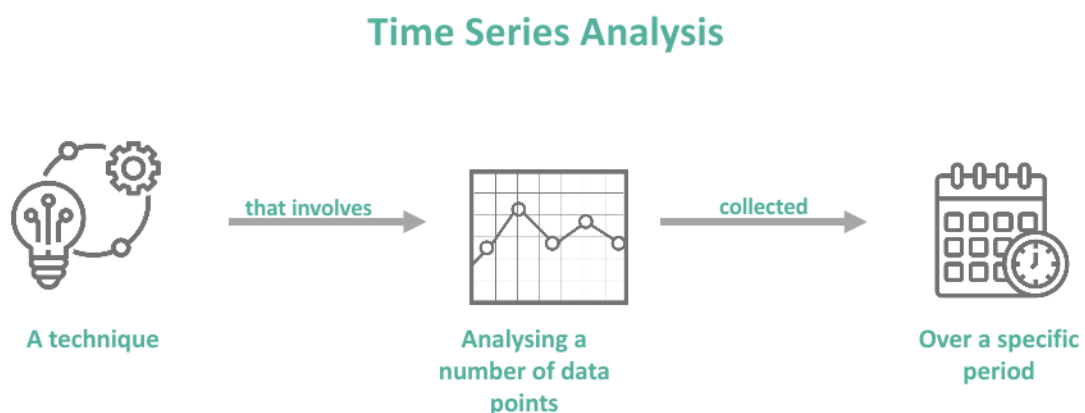 Time Series Analysis
that involves
collected
A technique
Analysing a
number of data
points
Over a specific
period